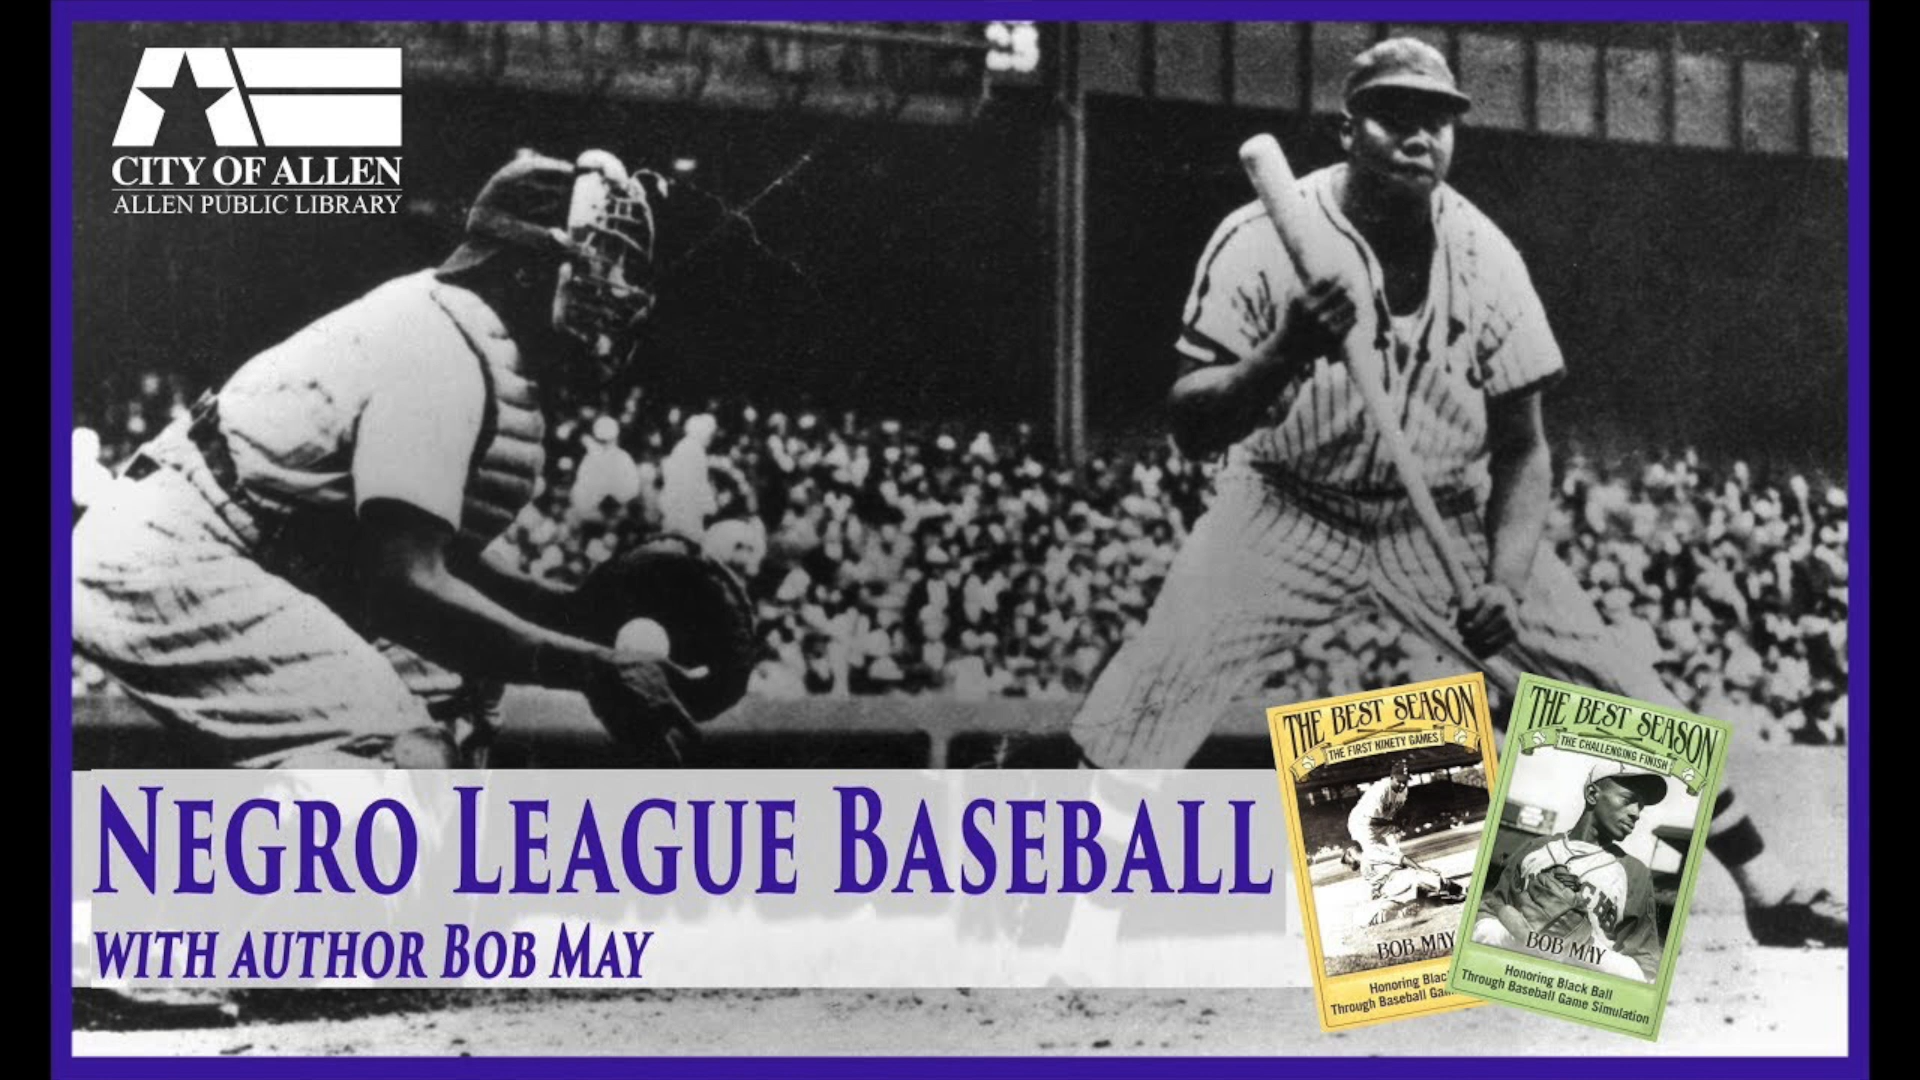 CITY OF ALLEN
ALLEN PUBLIC LIBRARY
NEGRO LEAGUE BASEBALL
WITH AUTHOR BOB MAY
THE BEST SEASON
THE FIRST NINETY GAMES
BOB MAY
Honoring Blac
Through Baseball Ga
THE BEST SEASON
THE CHALLENGING FINISH
BOB MAY
Honoring Black Ball
Through Baseball Game Simulation